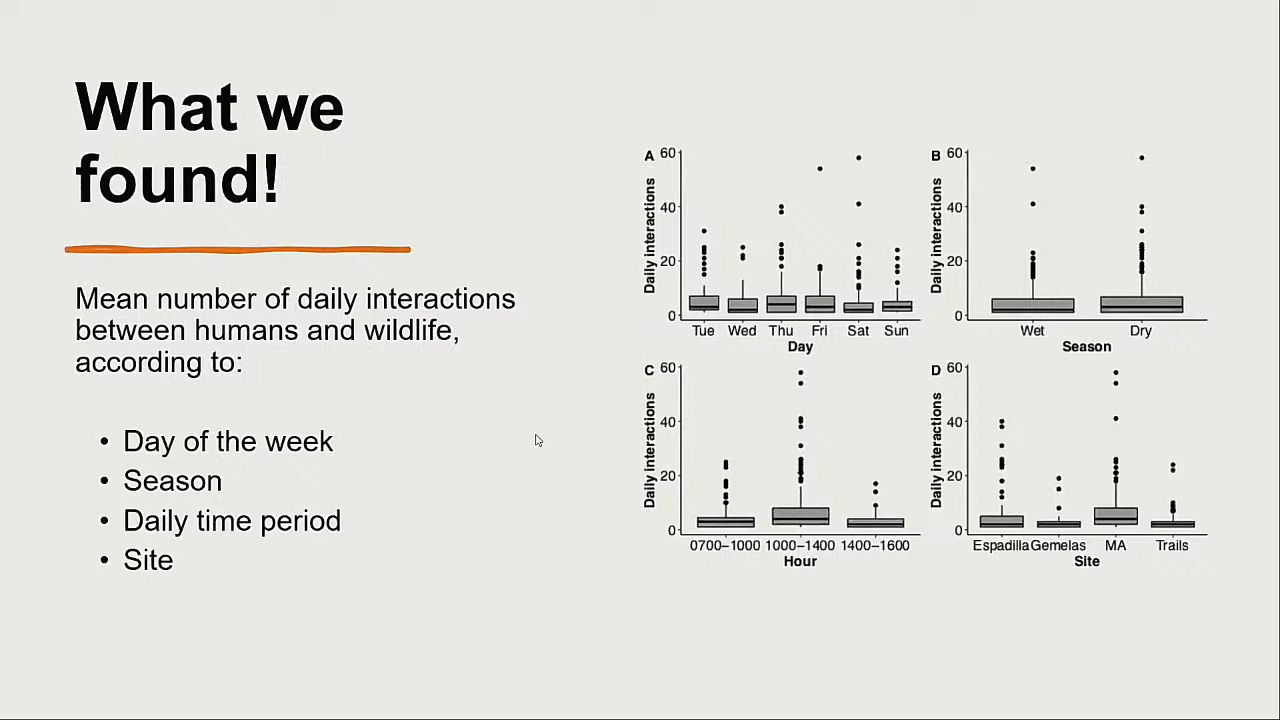 What we
found!
Mean number of daily interactions
between humans and wildlife,
according to:
• Day of the week
• Season
• Daily time period
• Site
A
60
40
20
0
Daily interactions
Tue Wed Thu Fri Sat Sun
Day
B
60
40
20
0
Daily interactions
Wet Dry
Season
C
60
40
20
0
Daily interactions
0700–1000 1000–1400 1400–1600
Hour
D
60
40
20
0
Daily interactions
Espadilla Gemelas MA Trails
Site